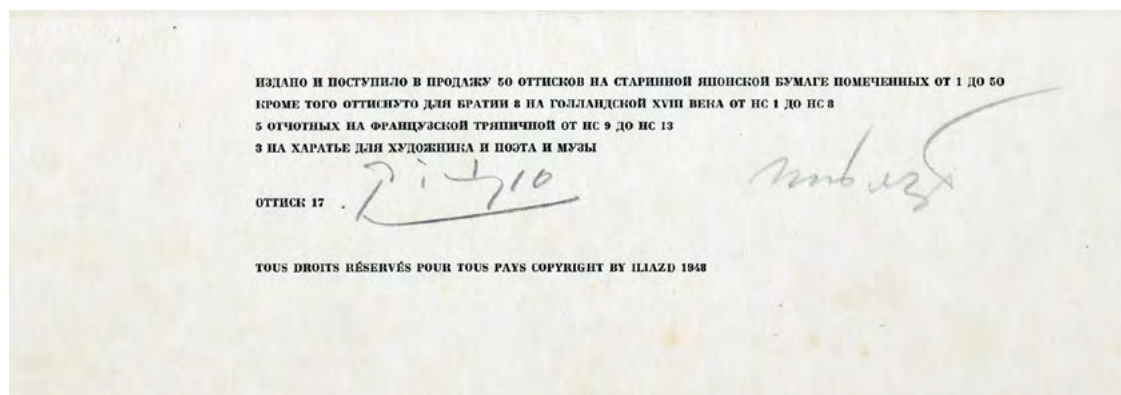 ИЗДАНО И ПОСТУПИЛО В ПРОДАЖУ 50 ОТТИСКОВ НА СТАРИННОЙ ЯПОНСКОЙ БУМАГЕ ПОМЕЧЕННЫХ ОТ 1 ДО 50
КРОМЕ ТОГО ОТТИСНУТО ДЛЯ БРАТИИ 8 НА ГОЛЛАНДСКОЙ XVIII ВЕКА ОТ НС 1 ДО НС 8
5 ОТЧОТНЫХ НА ФРАНЦУЗСКОЙ ТРЯПИЧНОЙ ОТ НС 9 ДО НС 13
3 НА ХАРАТЬЕ ДЛЯ ХУДОЖНИКА И ПОЭТА И МУЗЫ
ОТТИСК 17 .
TOUS DROITS RÉSERVÉS POUR TOUS PAYS COPYRIGHT BY ILIAZD 1948